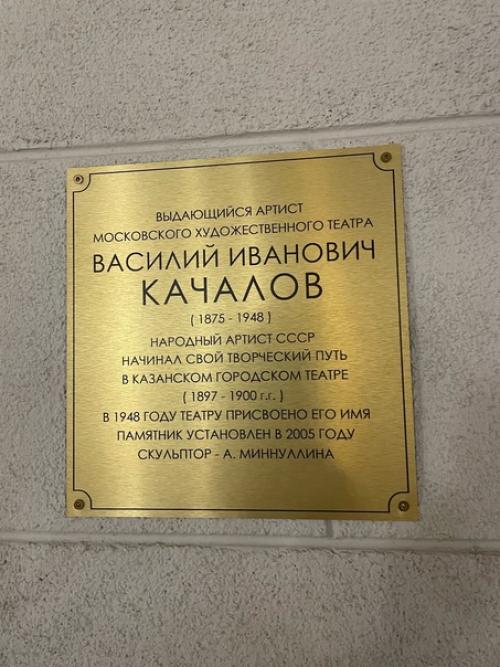 ВЫДАЮЩИЙСЯ АРТИСТ
МОСКОВСКОГО ХУДОЖЕСТВЕННОГО ТЕАТРА
ВАСИЛИЙ ИВАНОВИЧ
КАЧАЛОВ
( 1875 - 1948 )
НАРОДНЫЙ АРТИСТ СССР
НАЧИНАЛ СВОЙ ТВОРЧЕСКИЙ ПУТЬ
В КАЗАНСКОМ ГОРОДСКОМ ТЕАТРЕ
( 1897 - 1900 г.г. )
В 1948 ГОДУ ТЕАТРУ ПРИСВОЕНО ЕГО ИМЯ
ПАМЯТНИК УСТАНОВЛЕН В 2005 ГОДУ
СКУЛЬПТОР - А. МИННУЛЛИНА